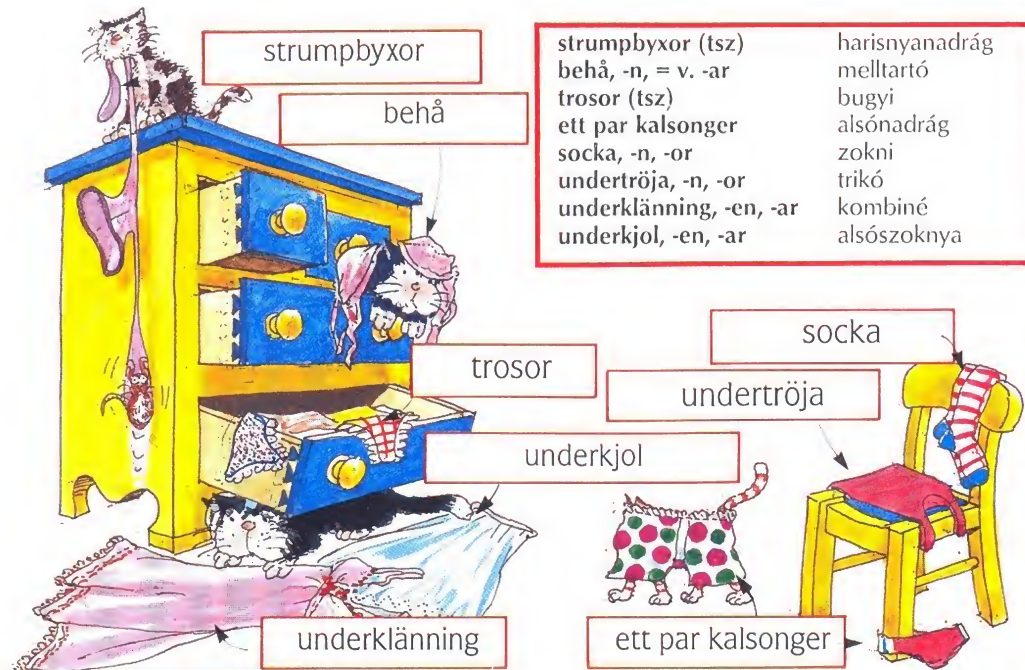 strumpbyxor
behå
strumpbyxor (tsz) harisnyanadrág
behå, -n, = v. -ar melltartó
trosor (tsz) bugyi
ett par kalsonger alsónadrág
socka, -n, -or zokni
undertröja, -n, -or trikó
underklänning, -en, -ar kombiné
underkjol, -en, -ar alsószoknya
socka
trosor
undertröja
underkjol
underklänning
ett par kalsonger